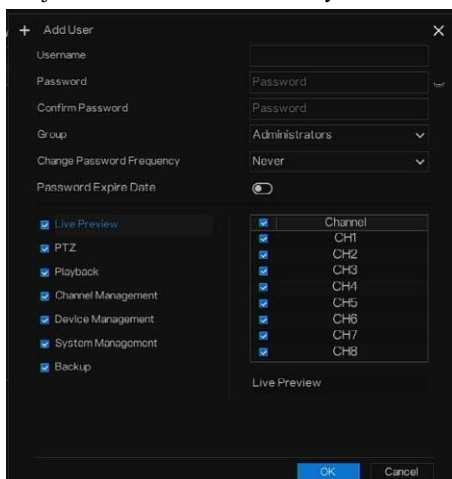 + Add User ×
Username
Password Password
Confirm Password Password
Group Administrators
Change Password Frequency Never
Password Expire Date
Live Preview
PTZ
Playback
Channel Management
Device Management
System Management
Backup
Channel
CH1
CH2
CH3
CH4
CH5
CH6
CH7
CH8
Live Preview
OK Cancel